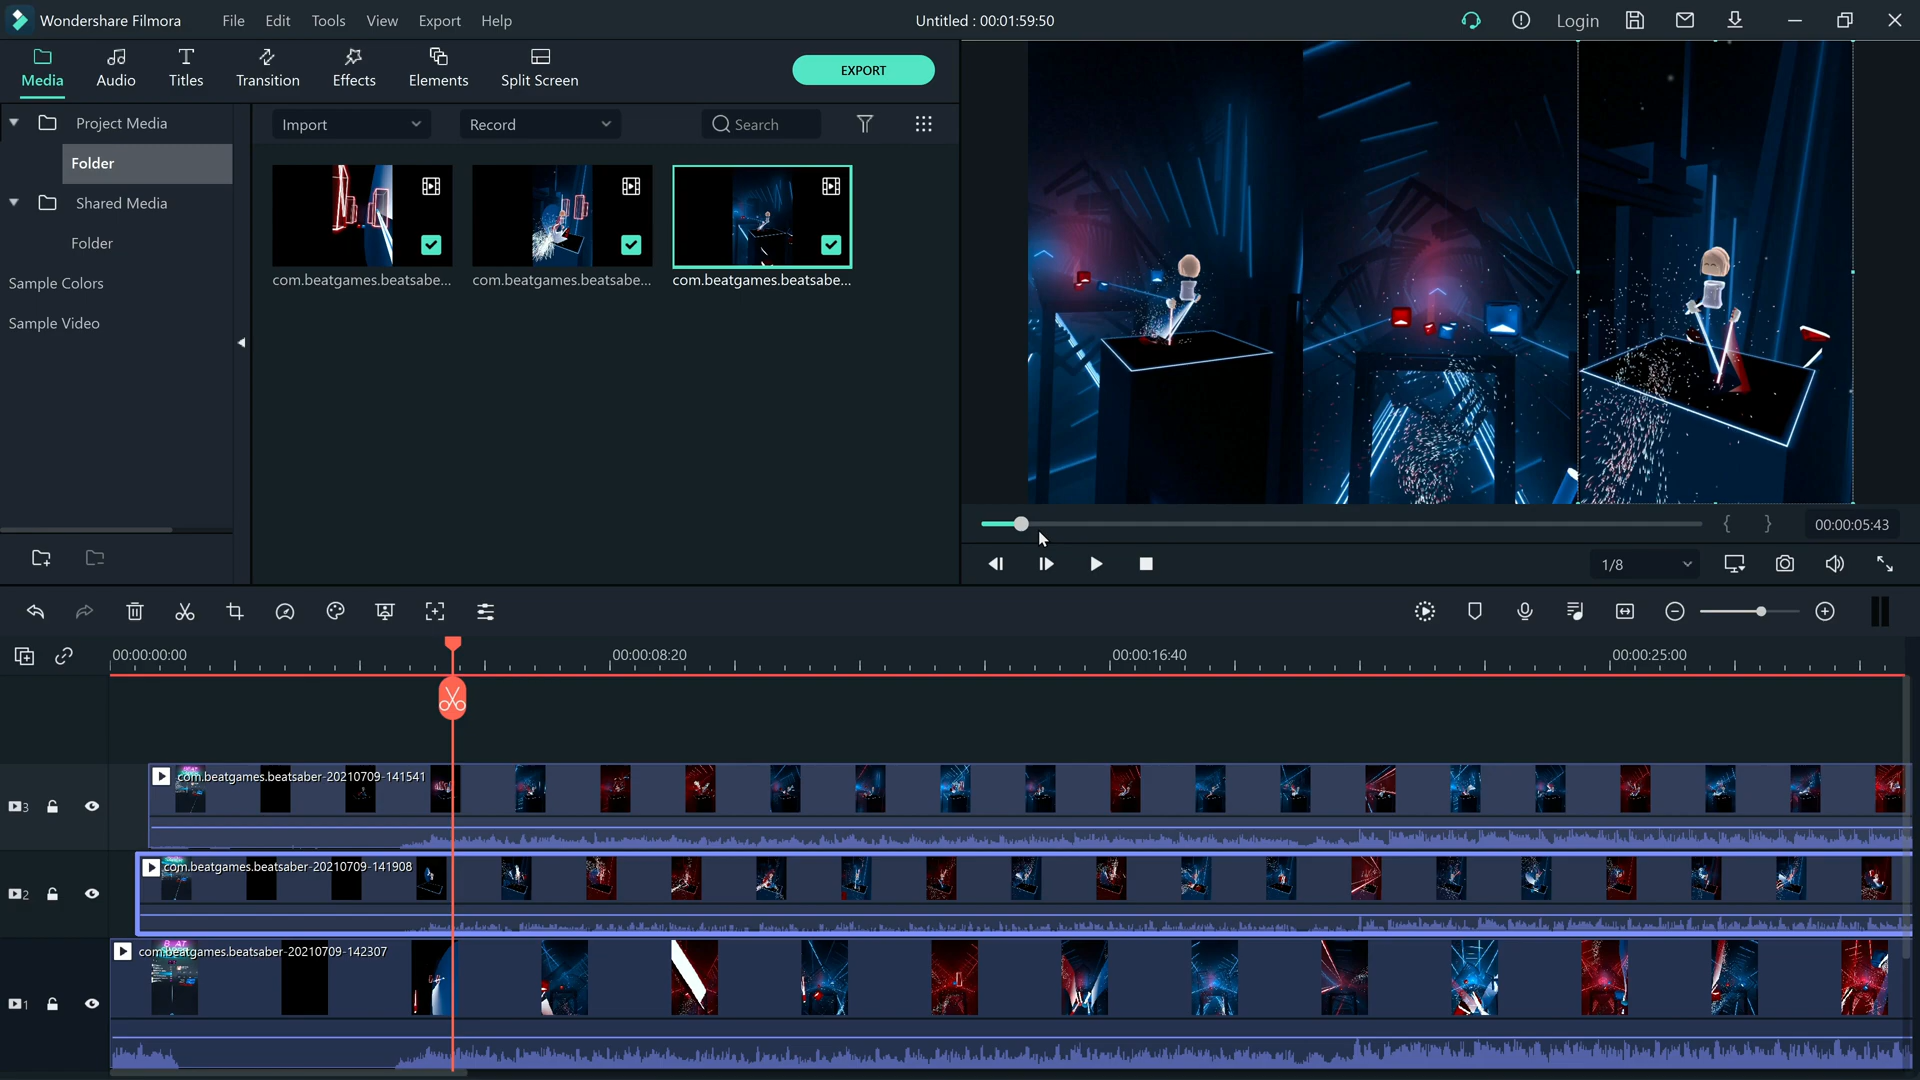 Wondershare Filmora File Edit Tools View Export Help Untitled : 00:01:59:50 Login
Media Audio Titles Transition Effects Elements Split Screen EXPORT
Project Media
Folder
Shared Media
Folder
Sample Colors
Sample Video
Import Record Search
com.beatgames.beatsabe... com.beatgames.beatsabe... com.beatgames.beatsabe...
{ } 00:00:05:43
1/8
00:00:00:00 00:00:08:20 00:00:16:40 00:00:25:00
com.beatgames.beatsaber-20210709-141541
3
com.beatgames.beatsaber-20210709-141908
2
com.beatgames.beatsaber-20210709-142307
1